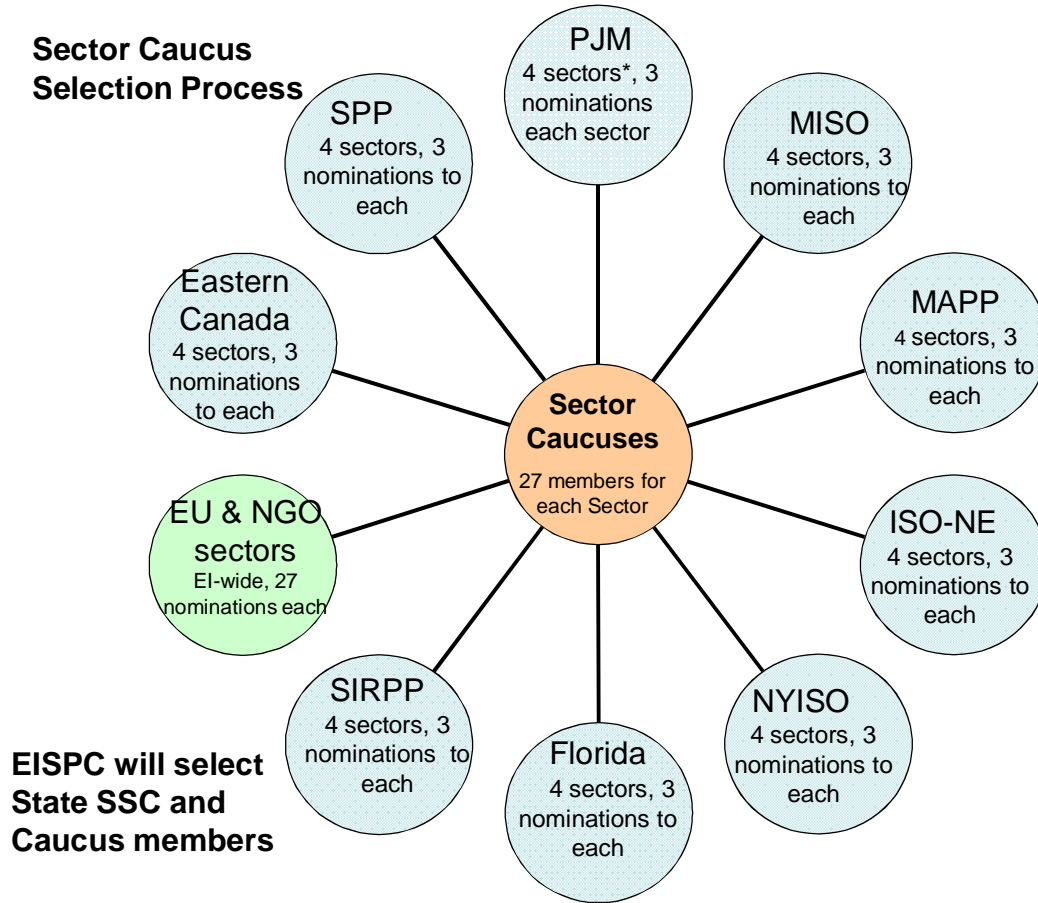 Sector Caucus
Selection Process
PJM
4 sectors*, 3
nominations
each sector
SPP
4 sectors, 3
nominations to
each
MISO
4 sectors, 3
nominations to
each
Eastern
Canada
4 sectors, 3
nominations
to each
MAPP
4 sectors, 3
nominations to
each
Sector
Caucuses
27 members for
each Sector
EU & NGO
sectors
EI-wide, 27
nominations each
ISO-NE
4 sectors, 3
nominations to
each
SIRPP
4 sectors, 3
nominations to
each
Florida
4 sectors, 3
nominations to
each
NYISO
4 sectors, 3
nominations to
each
EISPC will select
State SSC and
Caucus members